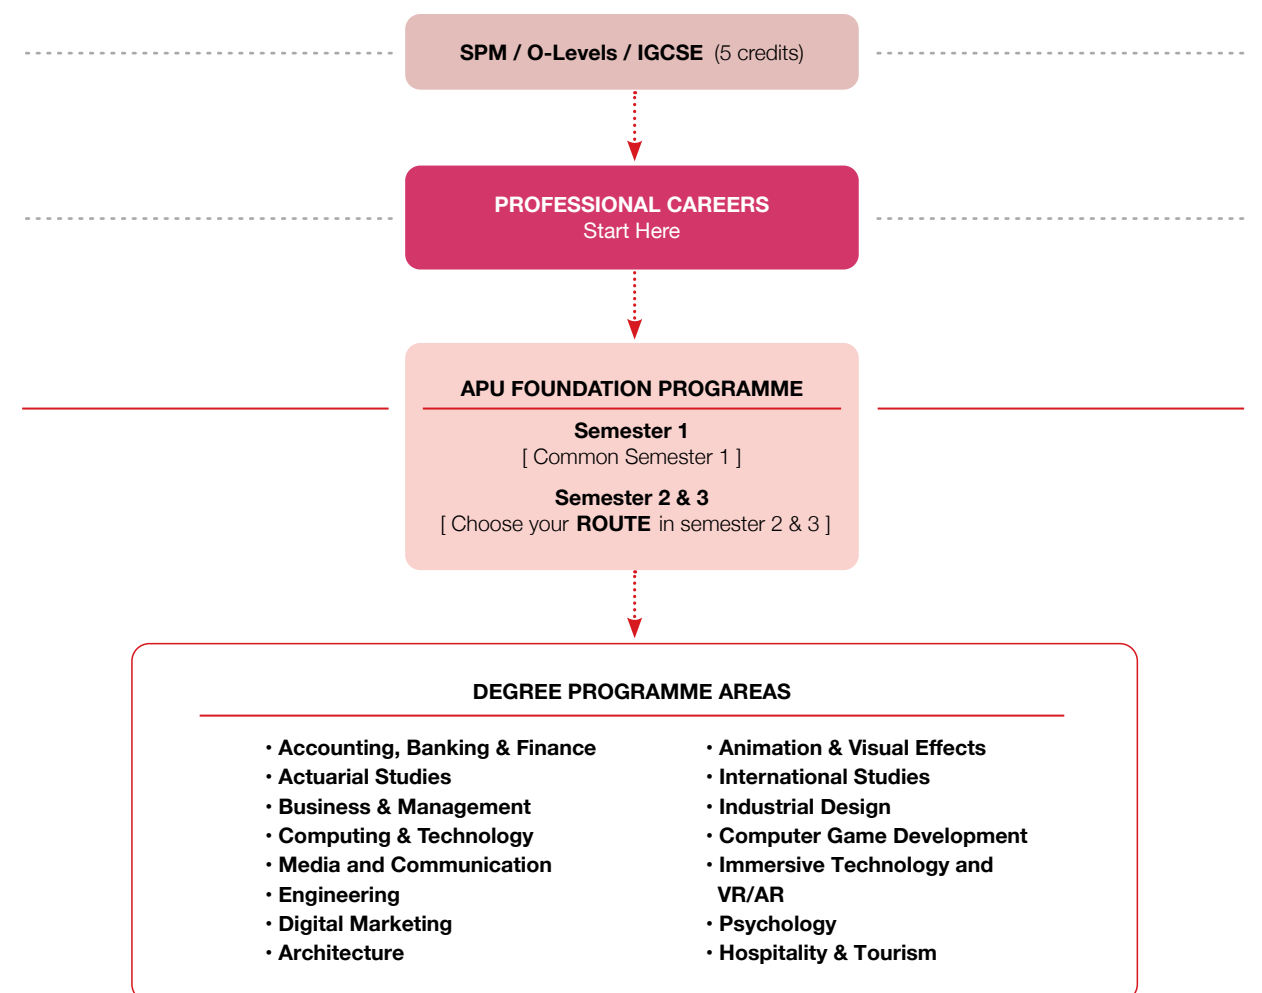 SPM / O-Levels / IGCSE (5 credits)
PROFESSIONAL CAREERS
Start Here
APU FOUNDATION PROGRAMME
Semester 1
[ Common Semester 1 ]
Semester 2 & 3
[ Choose your ROUTE in semester 2 & 3 ]
DEGREE PROGRAMME AREAS
• Accounting, Banking & Finance
• Actuarial Studies
• Business & Management
• Computing & Technology
• Media and Communication
• Engineering
• Digital Marketing
• Architecture
• Animation & Visual Effects
• International Studies
• Industrial Design
• Computer Game Development
• Immersive Technology and
VR/AR
• Psychology
• Hospitality & Tourism